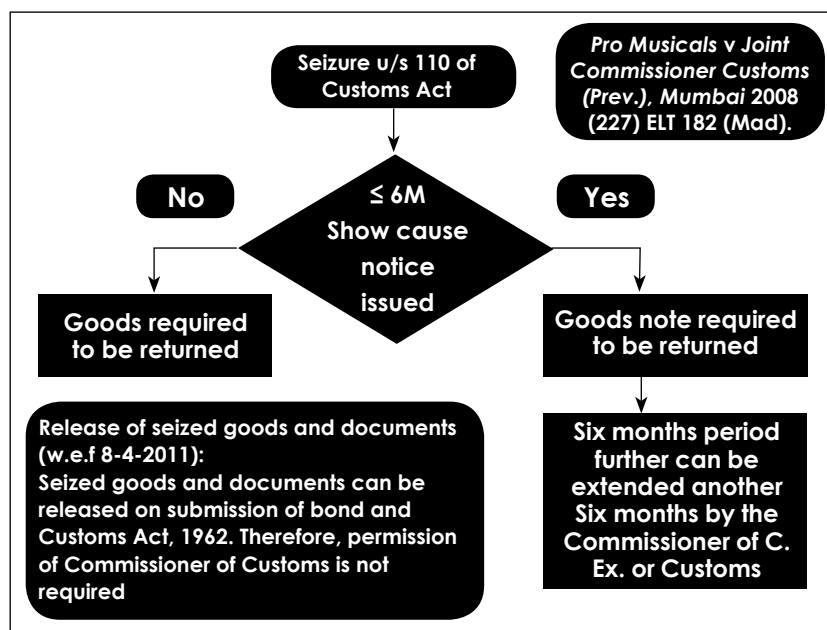 Seizure u/s 110 of
Customs Act
Pro Musicals v Joint
Commissioner Customs
(Prev.), Mumbai 2008
(227) ELT 182 (Mad).
No
≤ 6M
Show cause
notice
issued
Yes
Goods required
to be returned
Goods note required
to be returned
Release of seized goods and documents
(w.e.f 8-4-2011):
Seized goods and documents can be
released on submission of bond and
Customs Act, 1962. Therefore, permission
of Commissioner of Customs is not
required
Six months period
further can be
extended another
Six months by the
Commissioner of C.
Ex. or Customs